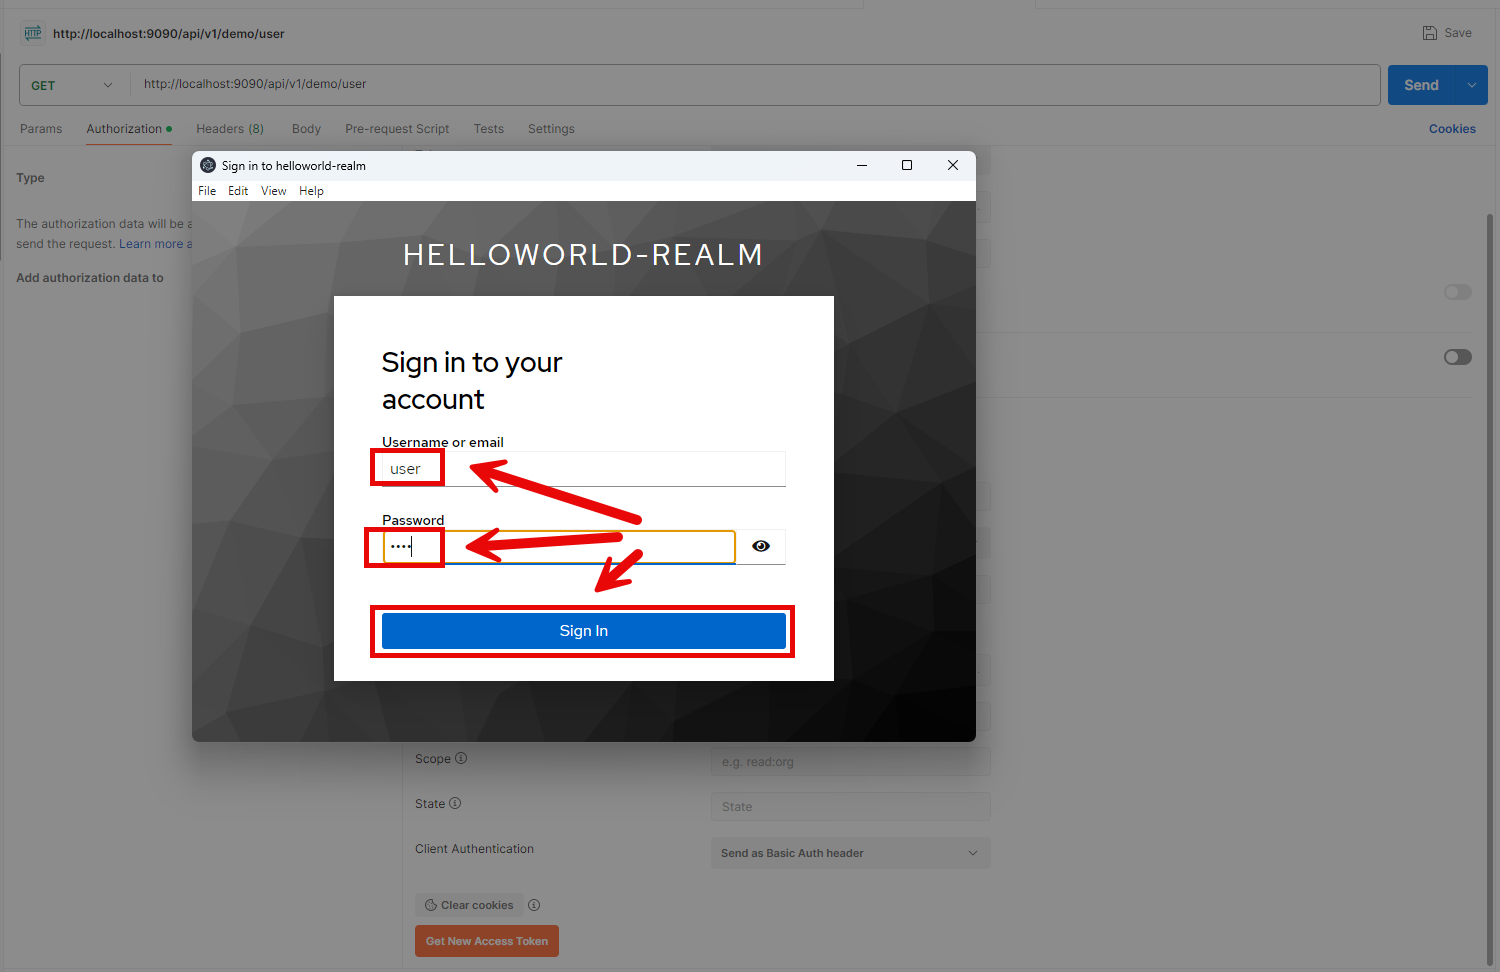 HTTP http://localhost:9090/api/v1/demo/user
Save
GET
http://localhost:9090/api/v1/demo/user
Send
Params
Authorization
Headers (8)
Body
Pre-request Script
Tests
Settings
Cookies
Type
The authorization data will be a
send the request. Learn more a
Add authorization data to
Sign in to helloworld-realm
File
Edit
View
Help
HELLOWORLD-REALM
Sign in to your
account
Username or email
user
Password
••••
Sign In
Scope
e.g. read:org
State
State
Client Authentication
Send as Basic Auth header
Clear cookies
Get New Access Token